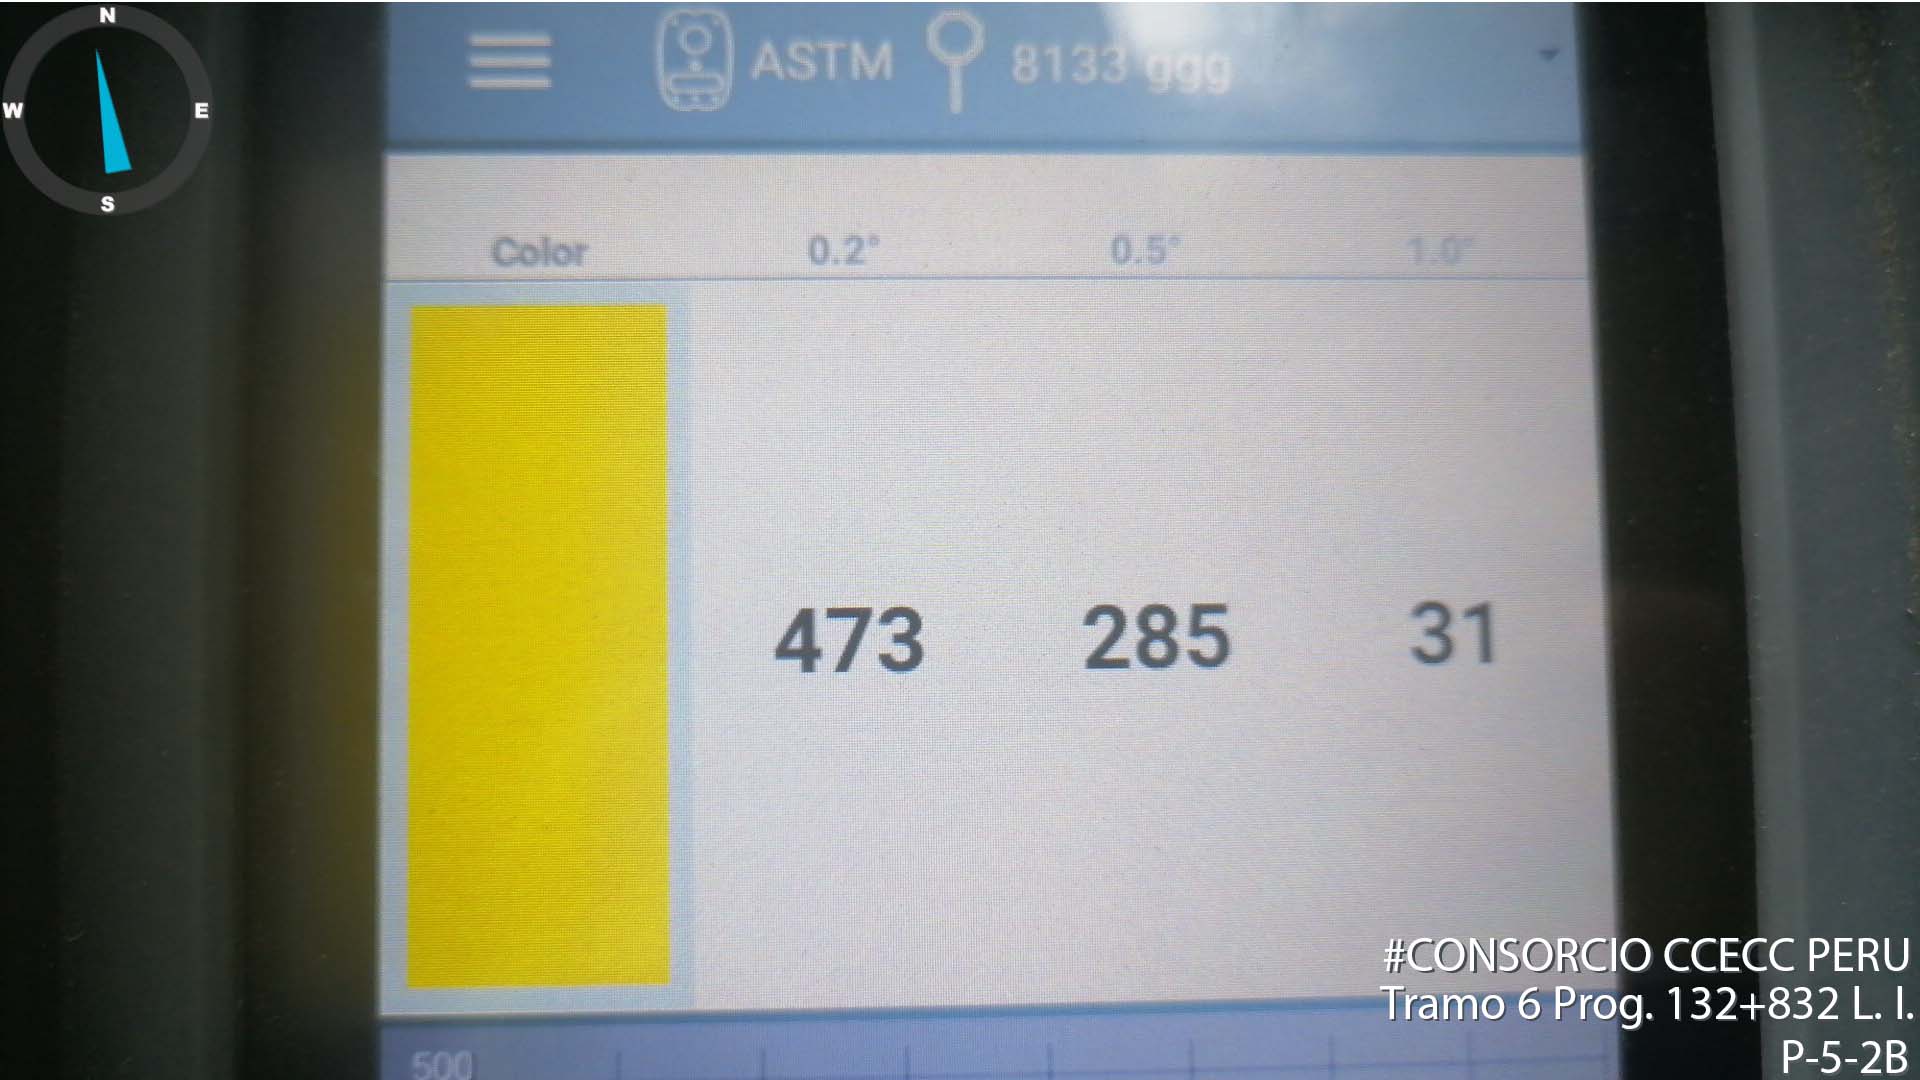 N
W E
S
ASTM 8133 ggg
Color 0.2° 0.5° 1.0°
473 285 31
500
#CONSORCIO CCECC PERU
Tramo 6 Prog. 132+832 L. I.
P-5-2B